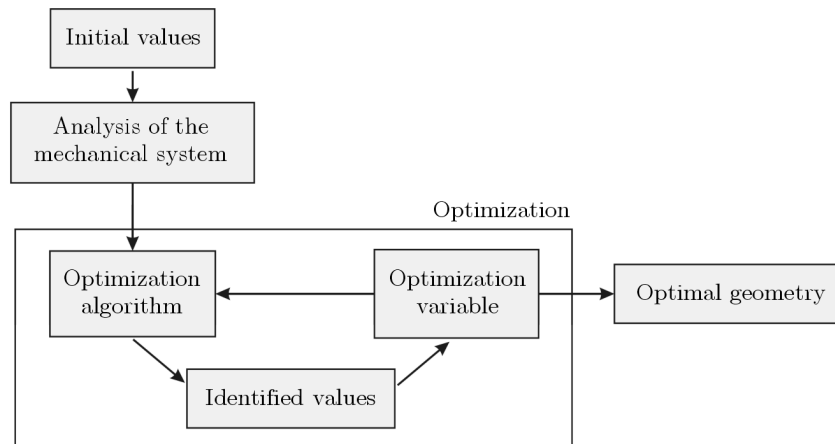 Initial values
Analysis of the
mechanical system
Optimization
Optimization
algorithm
Optimization
variable
Optimal geometry
Identified values